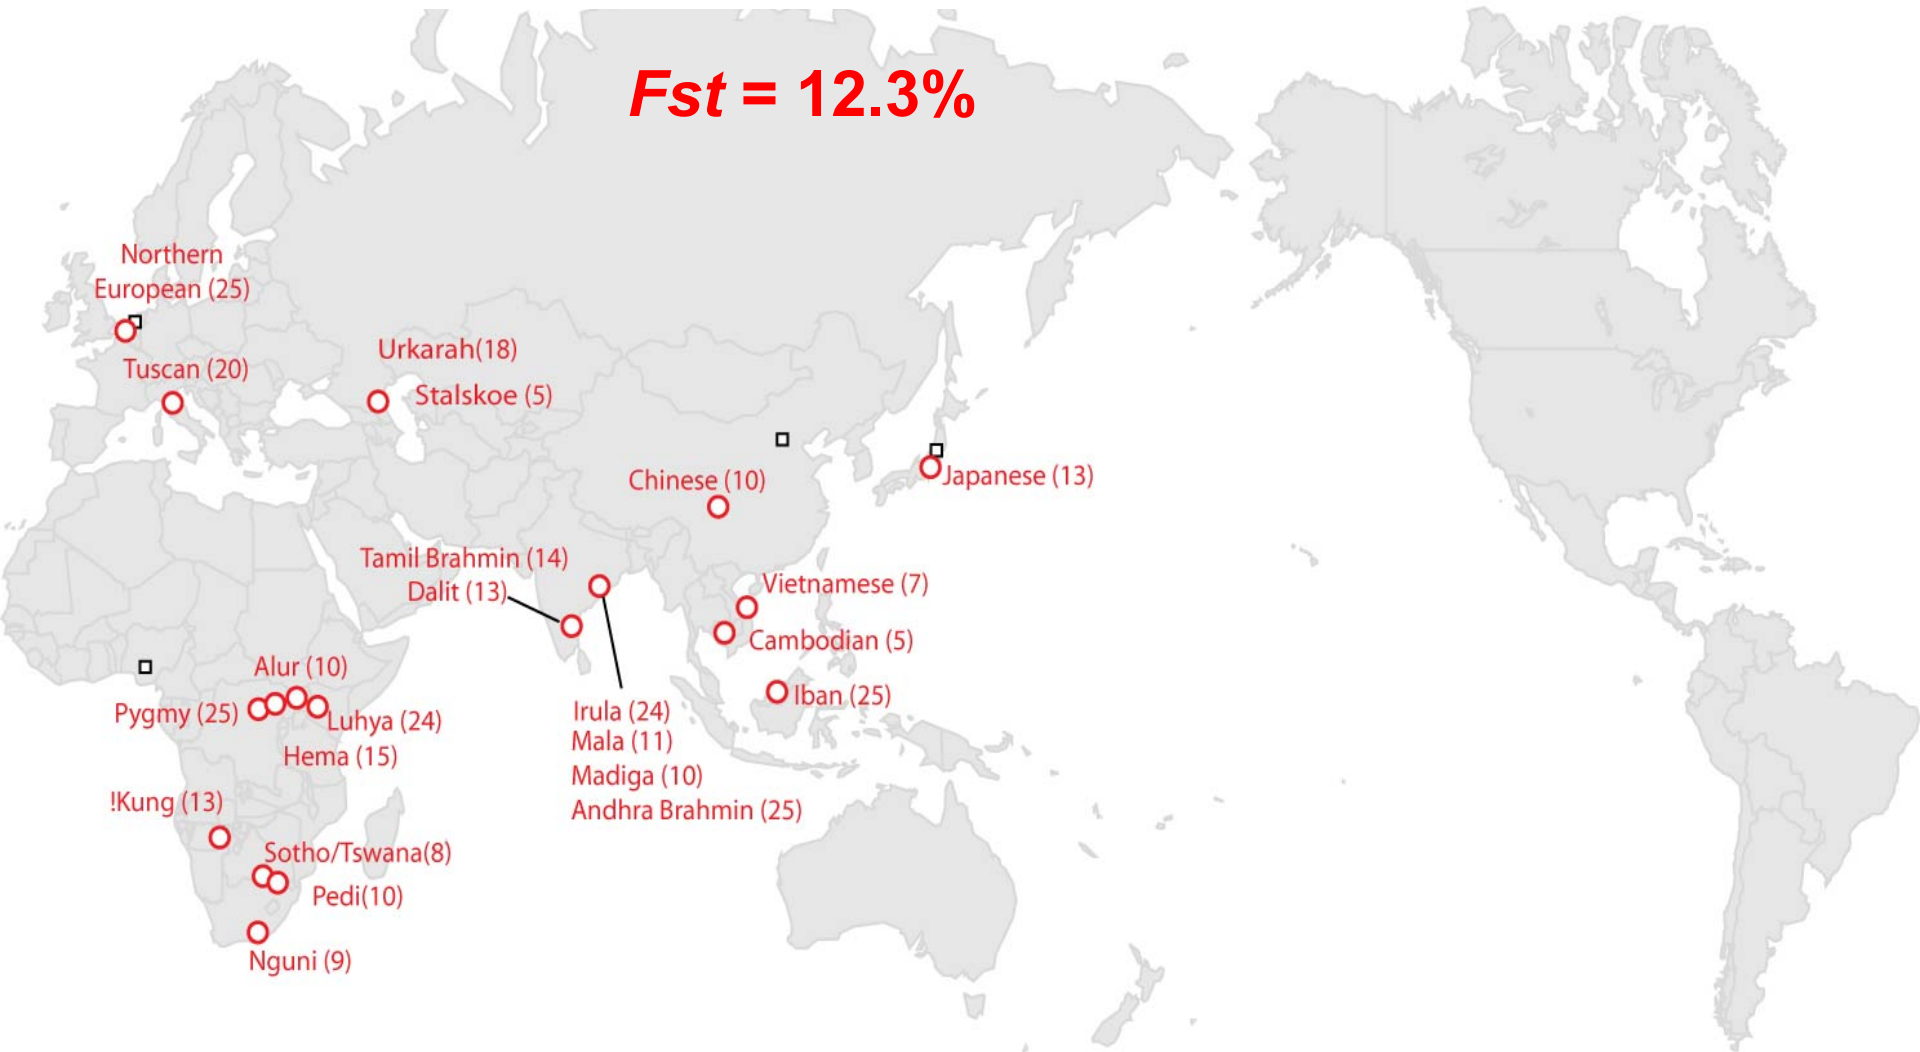 Fst = 12.3%
Northern
European (25)
Tuscan (20)
Urkarah(18)
Stalskoe (5)
Chinese (10)
Japanese (13)
Tamil Brahmin (14)
Dalit (13)
Vietnamese (7)
Cambodian (5)
Iban (25)
Alur (10)
Pygmy (25)
Luhya (24)
Hema (15)
Irula (24)
Mala (11)
Madiga (10)
Andhra Brahmin (25)
!Kung (13)
Sotho/Tswana(8)
Pedi(10)
Nguni (9)